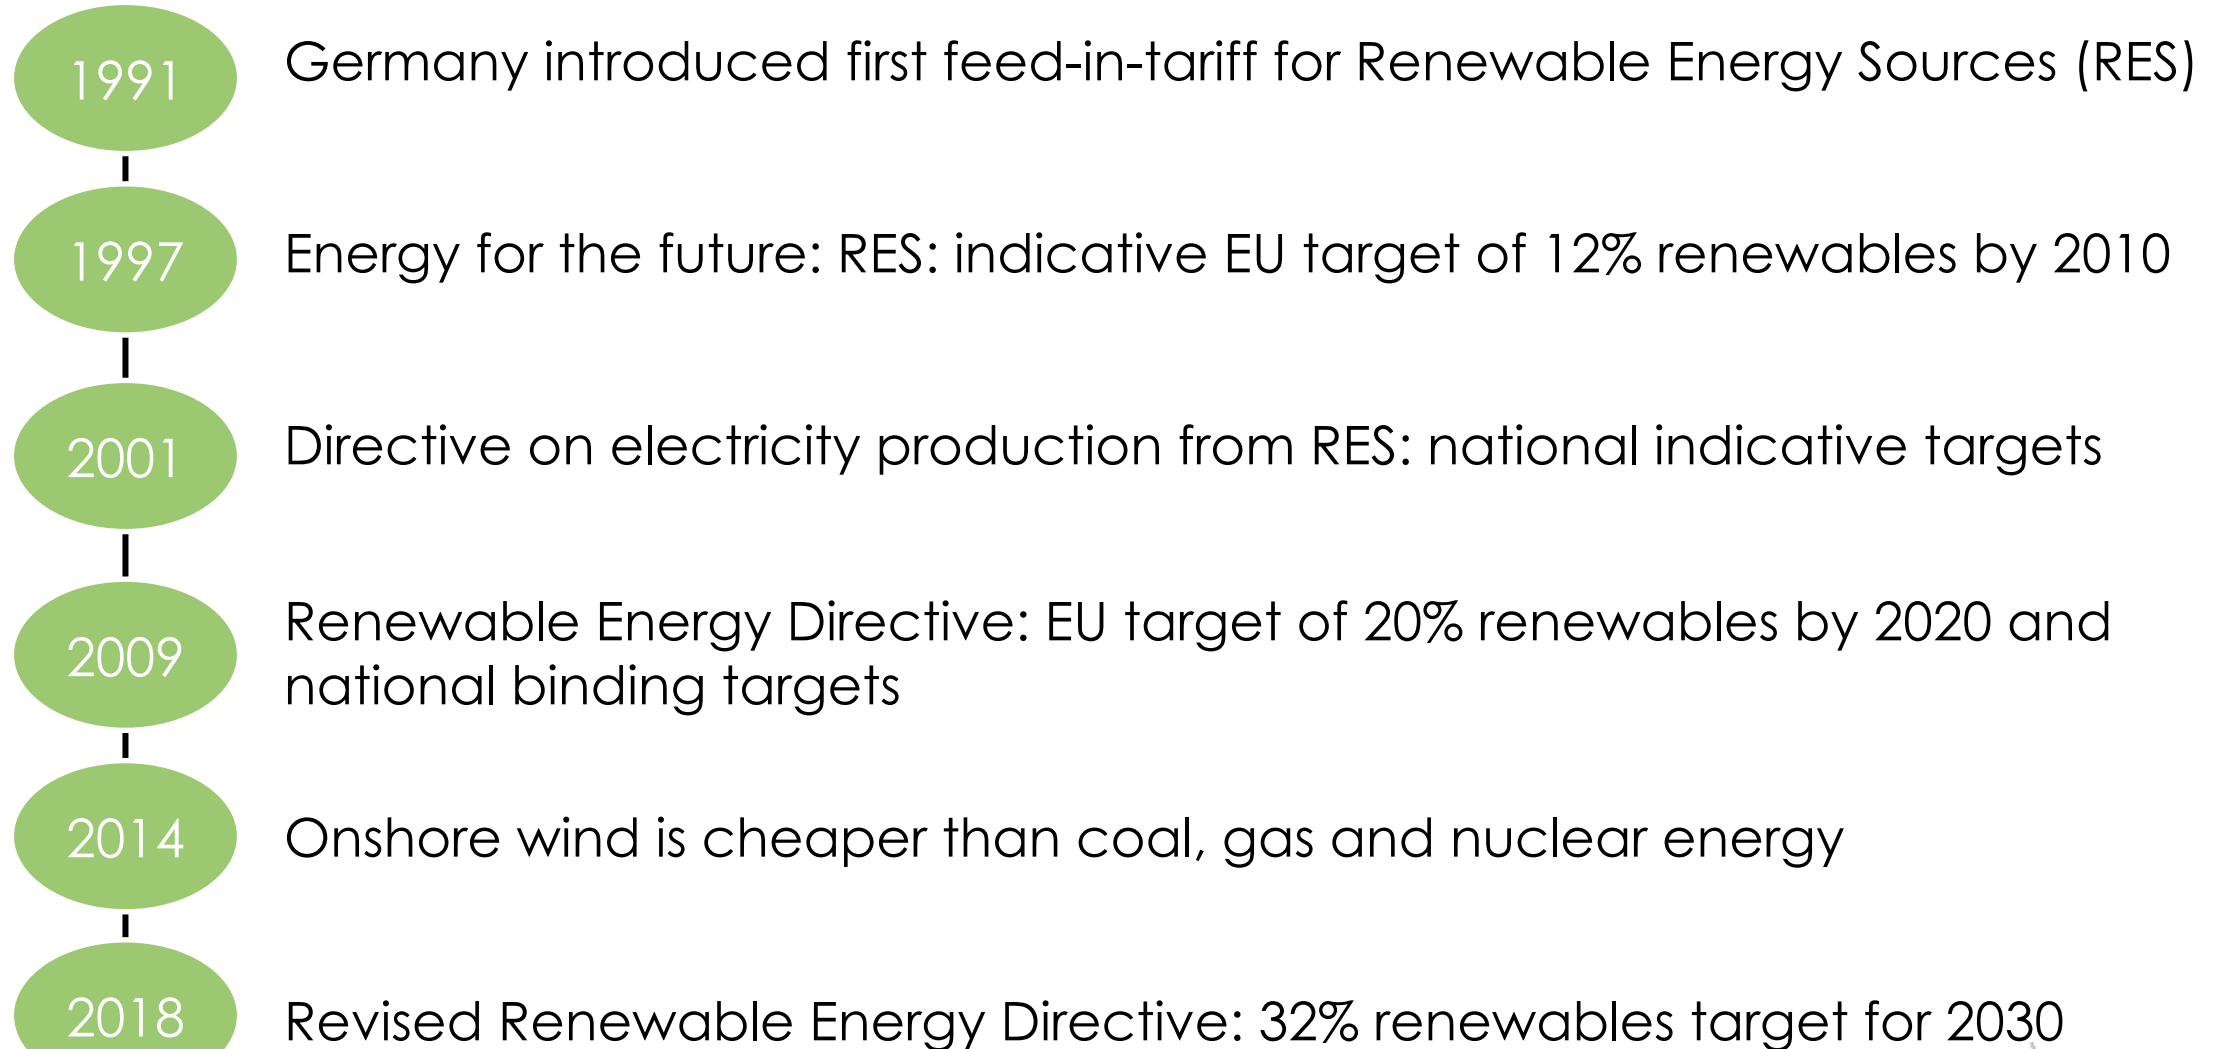 1991
Germany introduced first feed-in-tariff for Renewable Energy Sources (RES)
1997
Energy for the future: RES: indicative EU target of 12% renewables by 2010
2001
Directive on electricity production from RES: national indicative targets
2009
Renewable Energy Directive: EU target of 20% renewables by 2020 and
national binding targets
2014
Onshore wind is cheaper than coal, gas and nuclear energy
2018
Revised Renewable Energy Directive: 32% renewables target for 2030